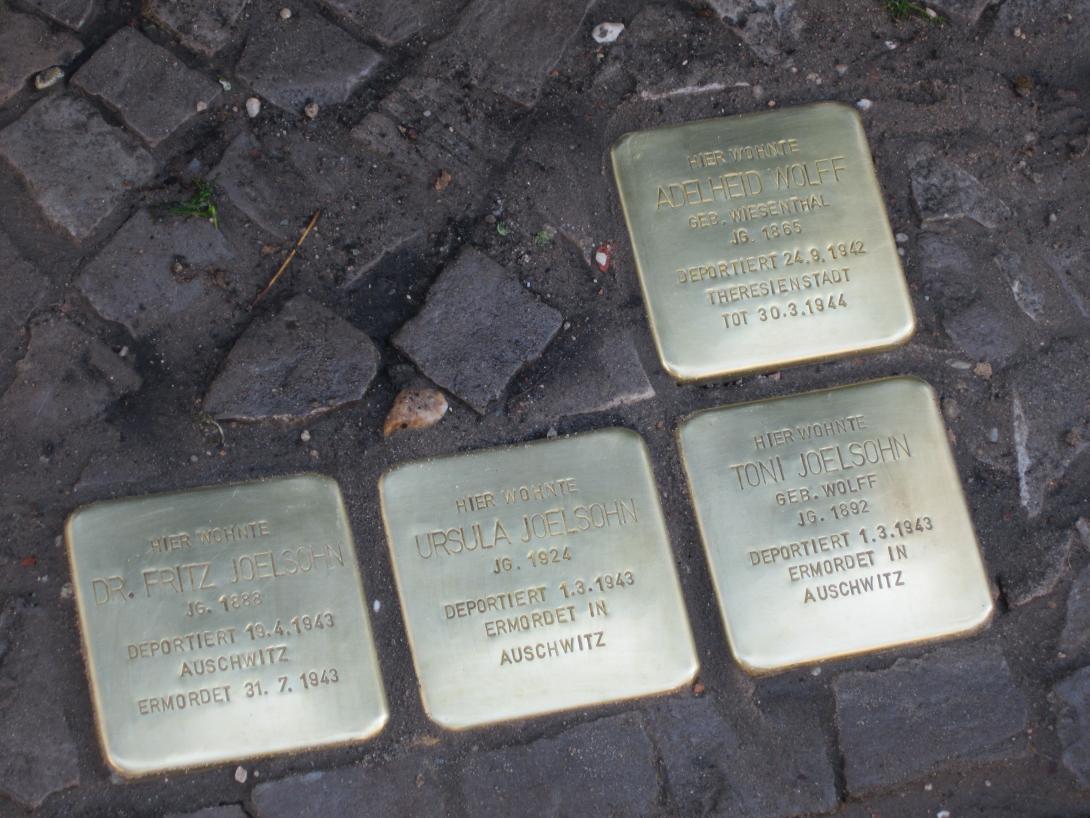 HIER WOHNTE
ADELHEID WOLFF
GEB. WIESENTHAL
JG. 1865
DEPORTIERT 24.9.1942
THERESIENSTADT
TOT 30.3.1944
HIER WOHNTE
DR. FRITZ JOELSOHN
JG. 1888
DEPORTIERT 19.4.1943
AUSCHWITZ
ERMORDET 31.7.1943
HIER WOHNTE
URSULA JOELSOHN
JG. 1924
DEPORTIERT 1.3.1943
ERMORDET IN
AUSCHWITZ
HIER WOHNTE
TONI JOELSOHN
GEB. WOLFF
JG. 1892
DEPORTIERT 1.3.1943
ERMORDET IN
AUSCHWITZ